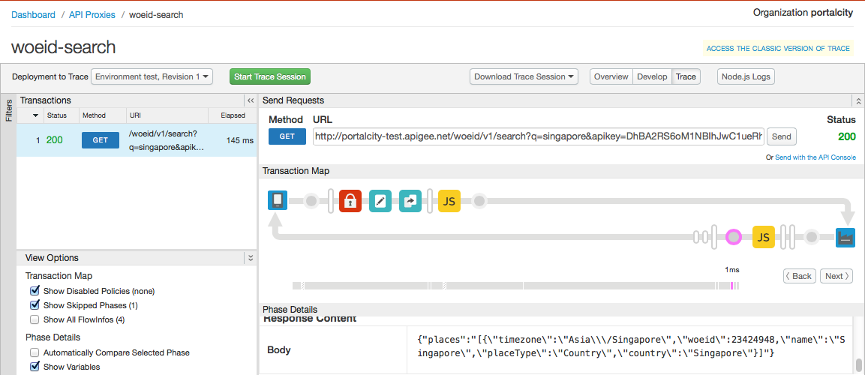 Dashboard / API Proxies / woeid-search
Organization portalcity
woeid-search
ACCESS THE CLASSIC VERSION OF TRACE
Deployment to Trace Environment test, Revision 1 Start Trace Session Download Trace Session Overview Develop Trace Node.js Logs
Filters
Transactions
Status Method URI Elapsed
1 200 GET /woeid/v1/search?
q=singapore&apik... 145 ms
Send Requests
Method URL Status
GET http://portalcity-test.apigee.net/woeid/v1/search?q=singapore&apikey=DhBA2RS6oM1NBIhJwC1ueRh Send 200
Or Send with the API Console
Transaction Map
JS
JS
1ms
Back Next
View Options
Transaction Map
Show Disabled Policies (none)
Show Skipped Phases (1)
Show All FlowInfos (4)
Phase Details
Automatically Compare Selected Phase
Show Variables
Phase Details
Response Content
Body
{"places":"[{\"timezone\":\"Asia\\\/Singapore\",\"woeid\":23424948,\"name\":\"S
ingapore\",\"placeType\":\"Country\",\"country\":\"Singapore\"}]"}